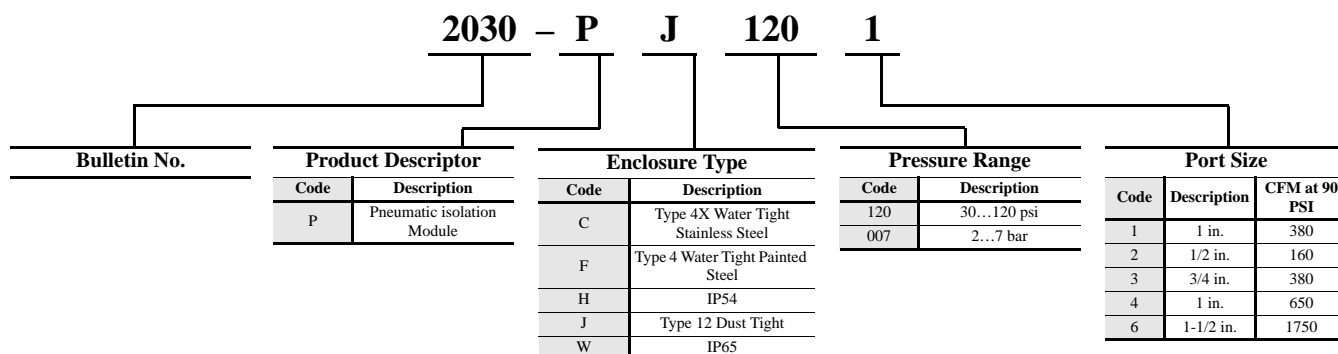 2030 – P J 120 1
Bulletin No.
Product Descriptor
Code Description
P Pneumatic isolation
Module
Enclosure Type
Code Description
C Type 4X Water Tight
Stainless Steel
F Type 4 Water Tight Painted
Steel
H IP54
J Type 12 Dust Tight
W IP65
Pressure Range
Code Description
120 30…120 psi
007 2…7 bar
Port Size
Code Description CFM at 90
PSI
1 1 in. 380
2 1/2 in. 160
3 3/4 in. 380
4 1 in. 650
6 1-1/2 in. 1750